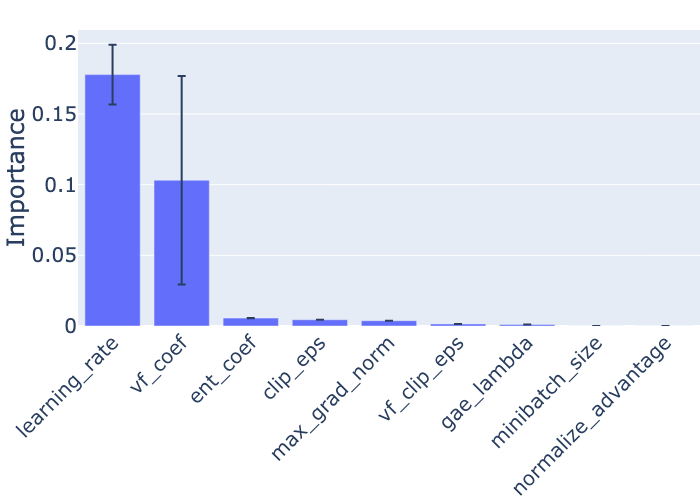 Importance
0.2
0.15
0.1
0.05
0
learning_rate
vf_coef
ent_coef
clip_eps
max_grad_norm
vf_clip_eps
gae_lambda
minibatch_size
normalize_advantage